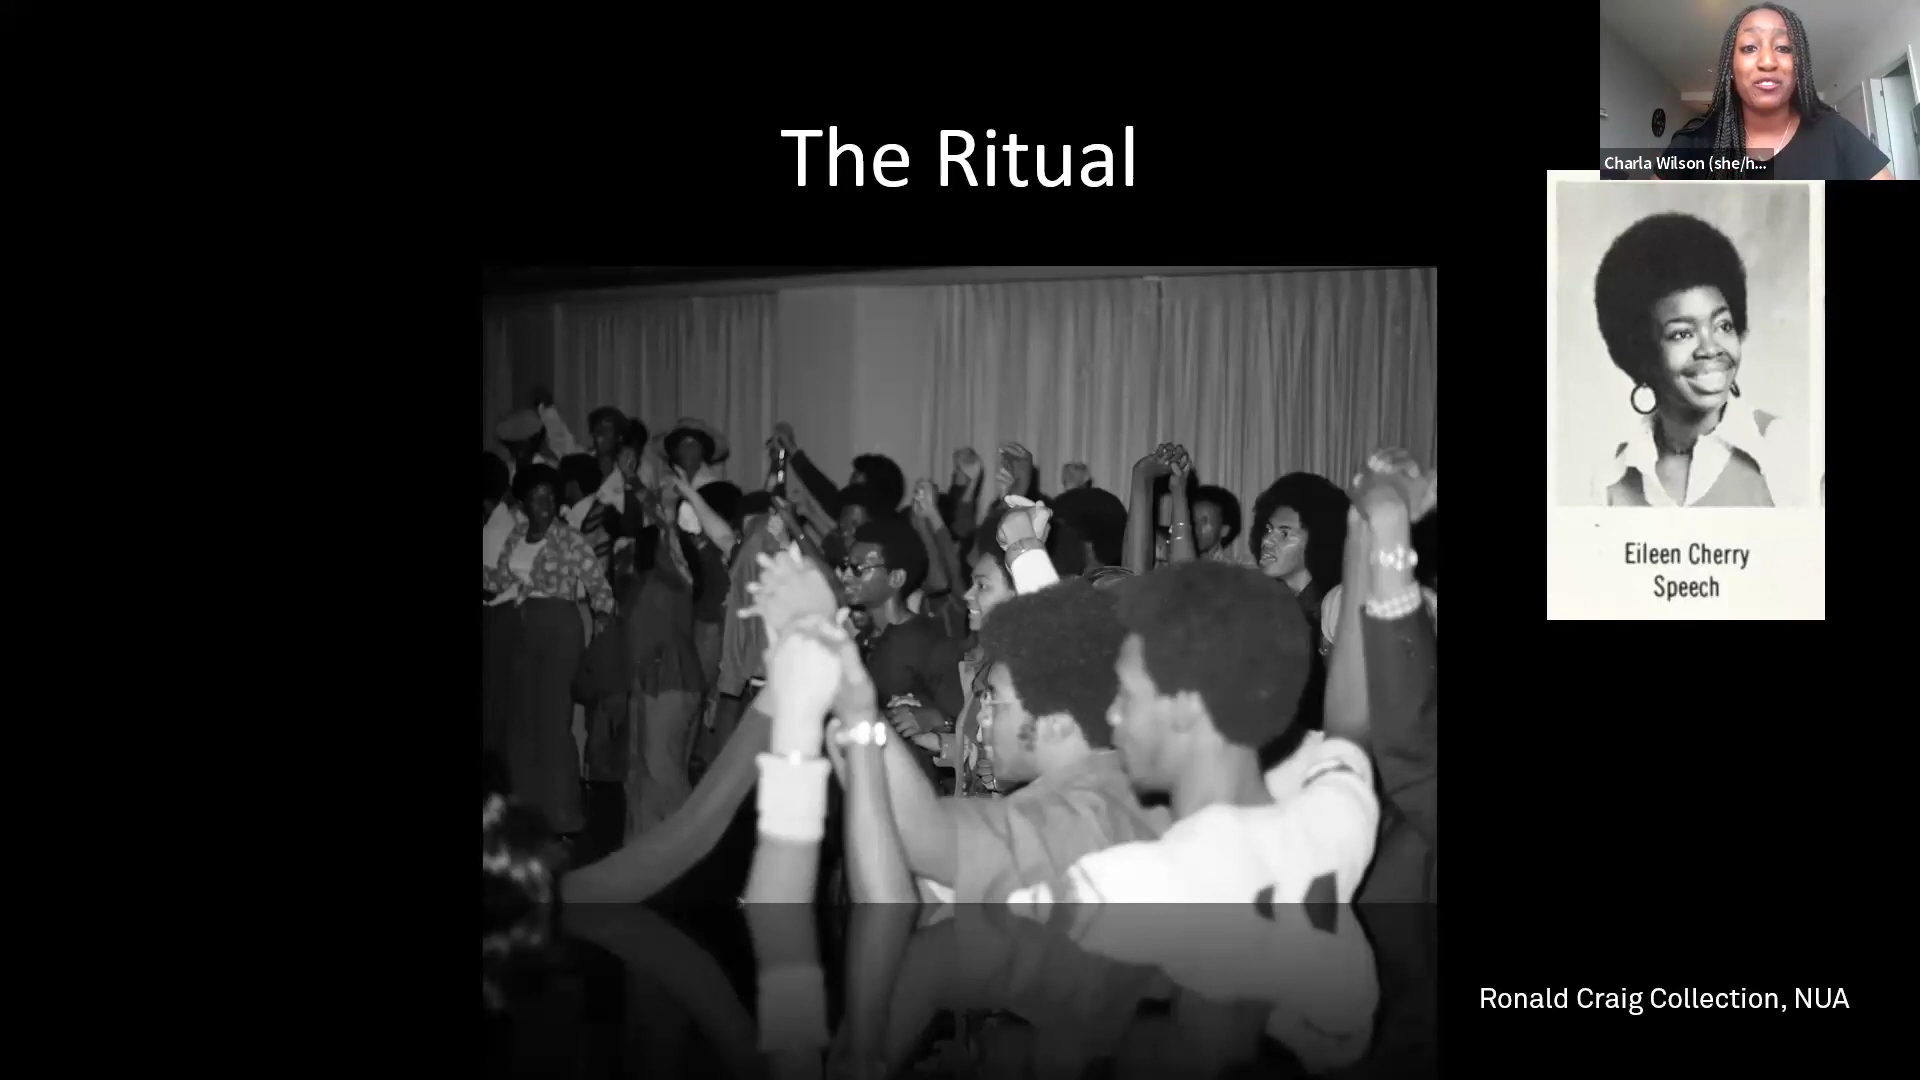 The Ritual
Charla Wilson (she/h...
Eileen Cherry
Speech
Ronald Craig Collection, NUA